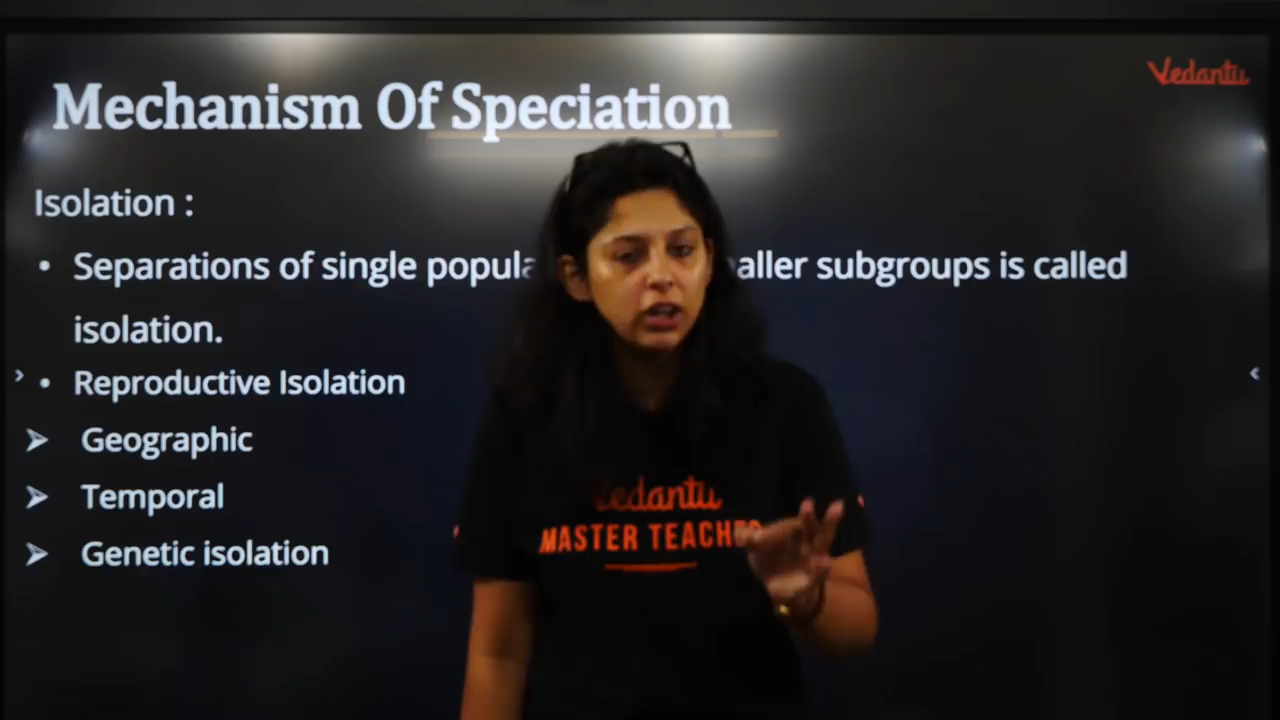 Vedantu
Mechanism Of Speciation
Isolation :
• Separations of single popula aller subgroups is called
isolation.
• Reproductive Isolation
➤ Geographic
➤ Temporal
➤ Genetic isolation
Vedantu
MASTER TEACHER